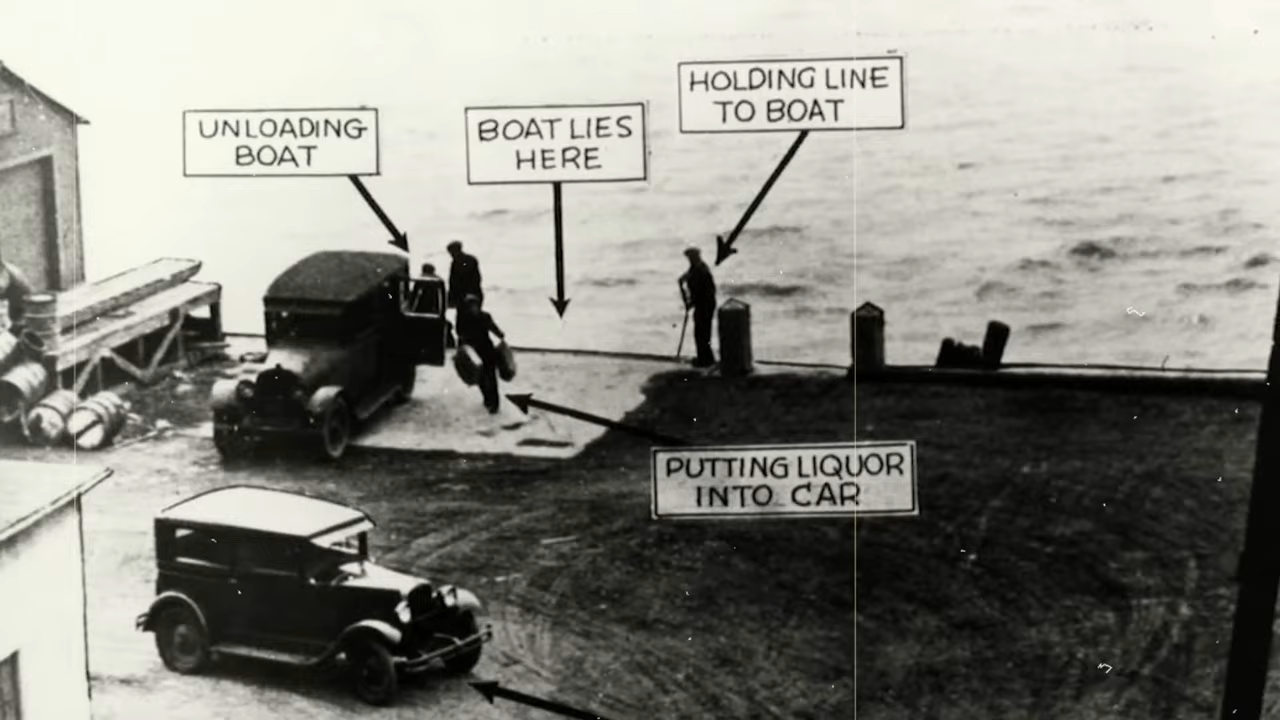 UNLOADING
BOAT
BOAT LIES
HERE
HOLDING LINE
TO BOAT
PUTTING LIQUOR
INTO CAR